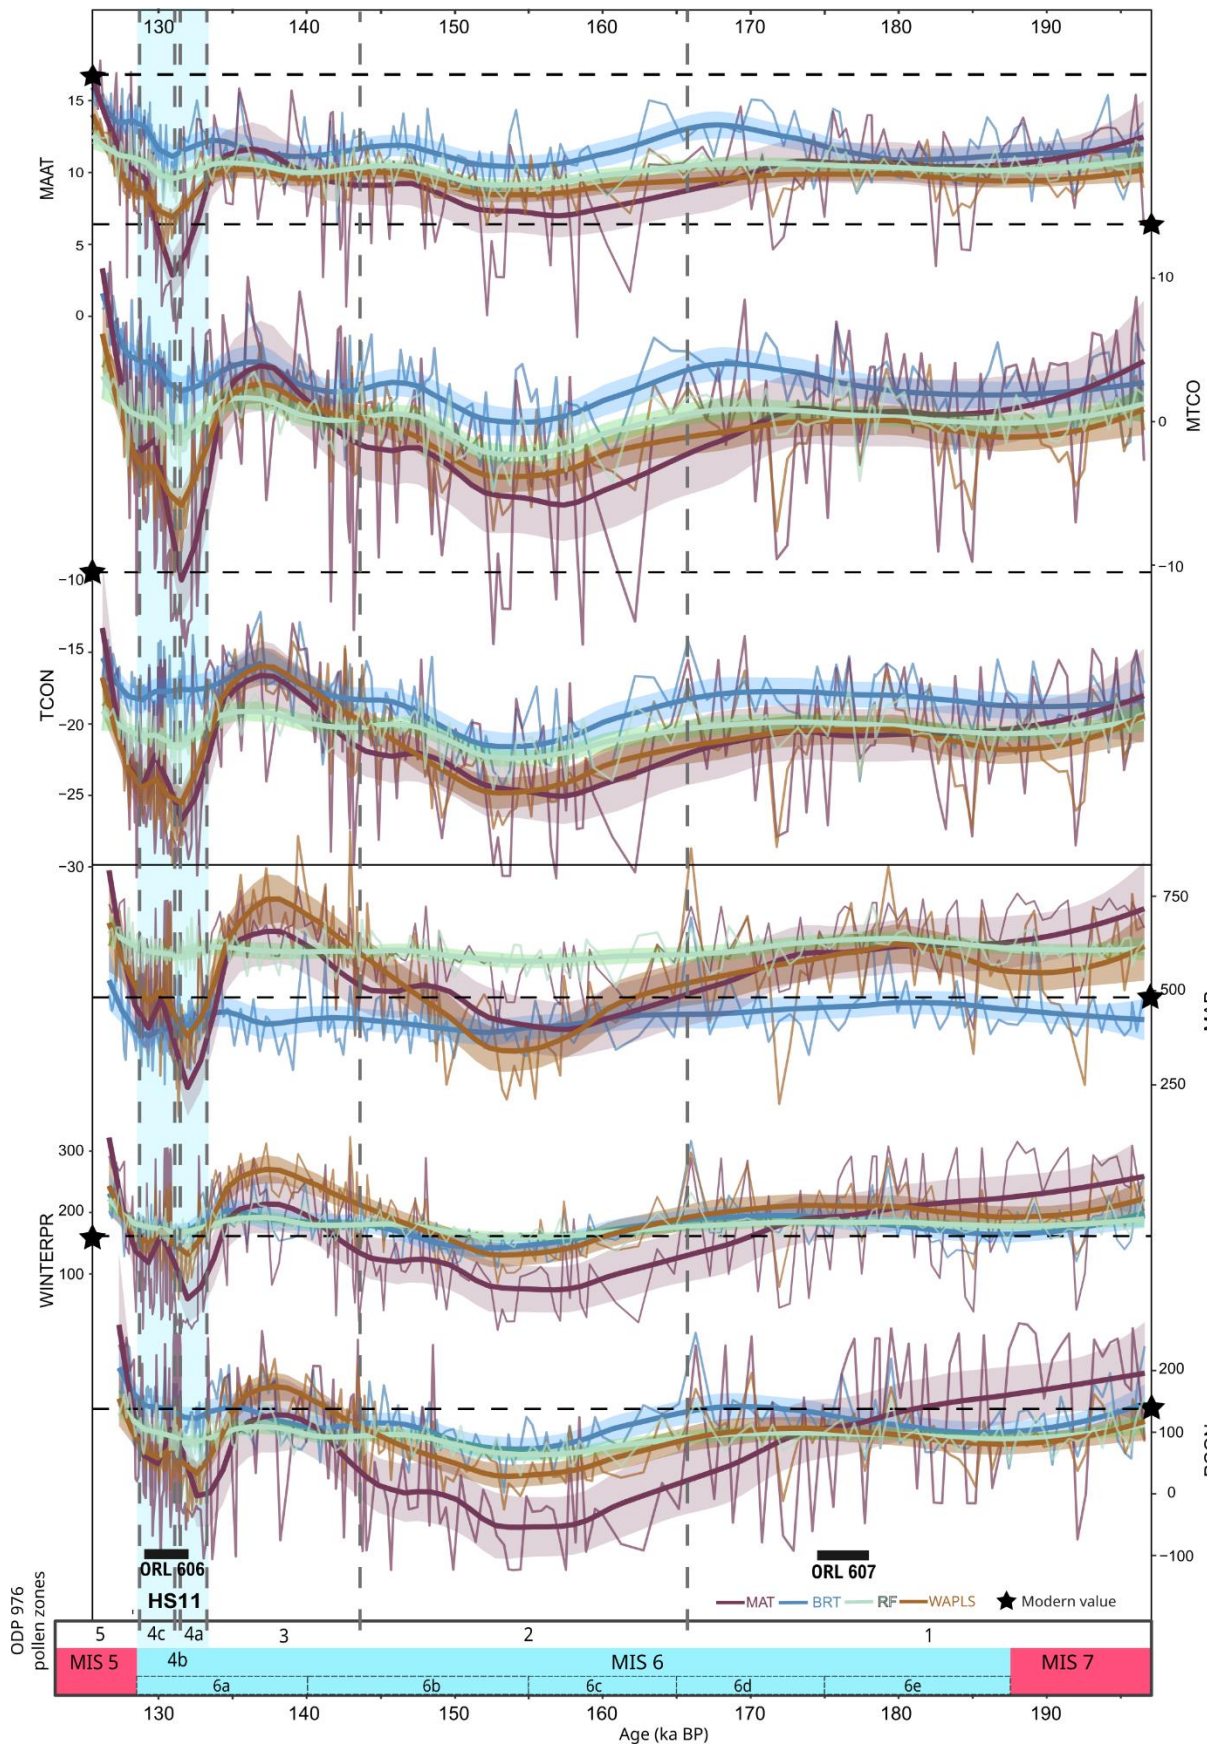 130 140 150 160 170 180 190
15
10
5
0
MAAT
10
0
−10
MTCO
−10
−15
−20
−25
−30
TCON
750
500
250
300
200
100
WINTERPR
200
100
0
−100
ORL 606
ORL 607
HS11
MAT BRT RF WAPLS Modern value
ODP 976
pollen zones
5 4c 4a 3 2 1
MIS 5 4b MIS 6 MIS 7
6a 6b 6c 6d 6e
130 140 150 160 170 180 190
Age (ka BP)